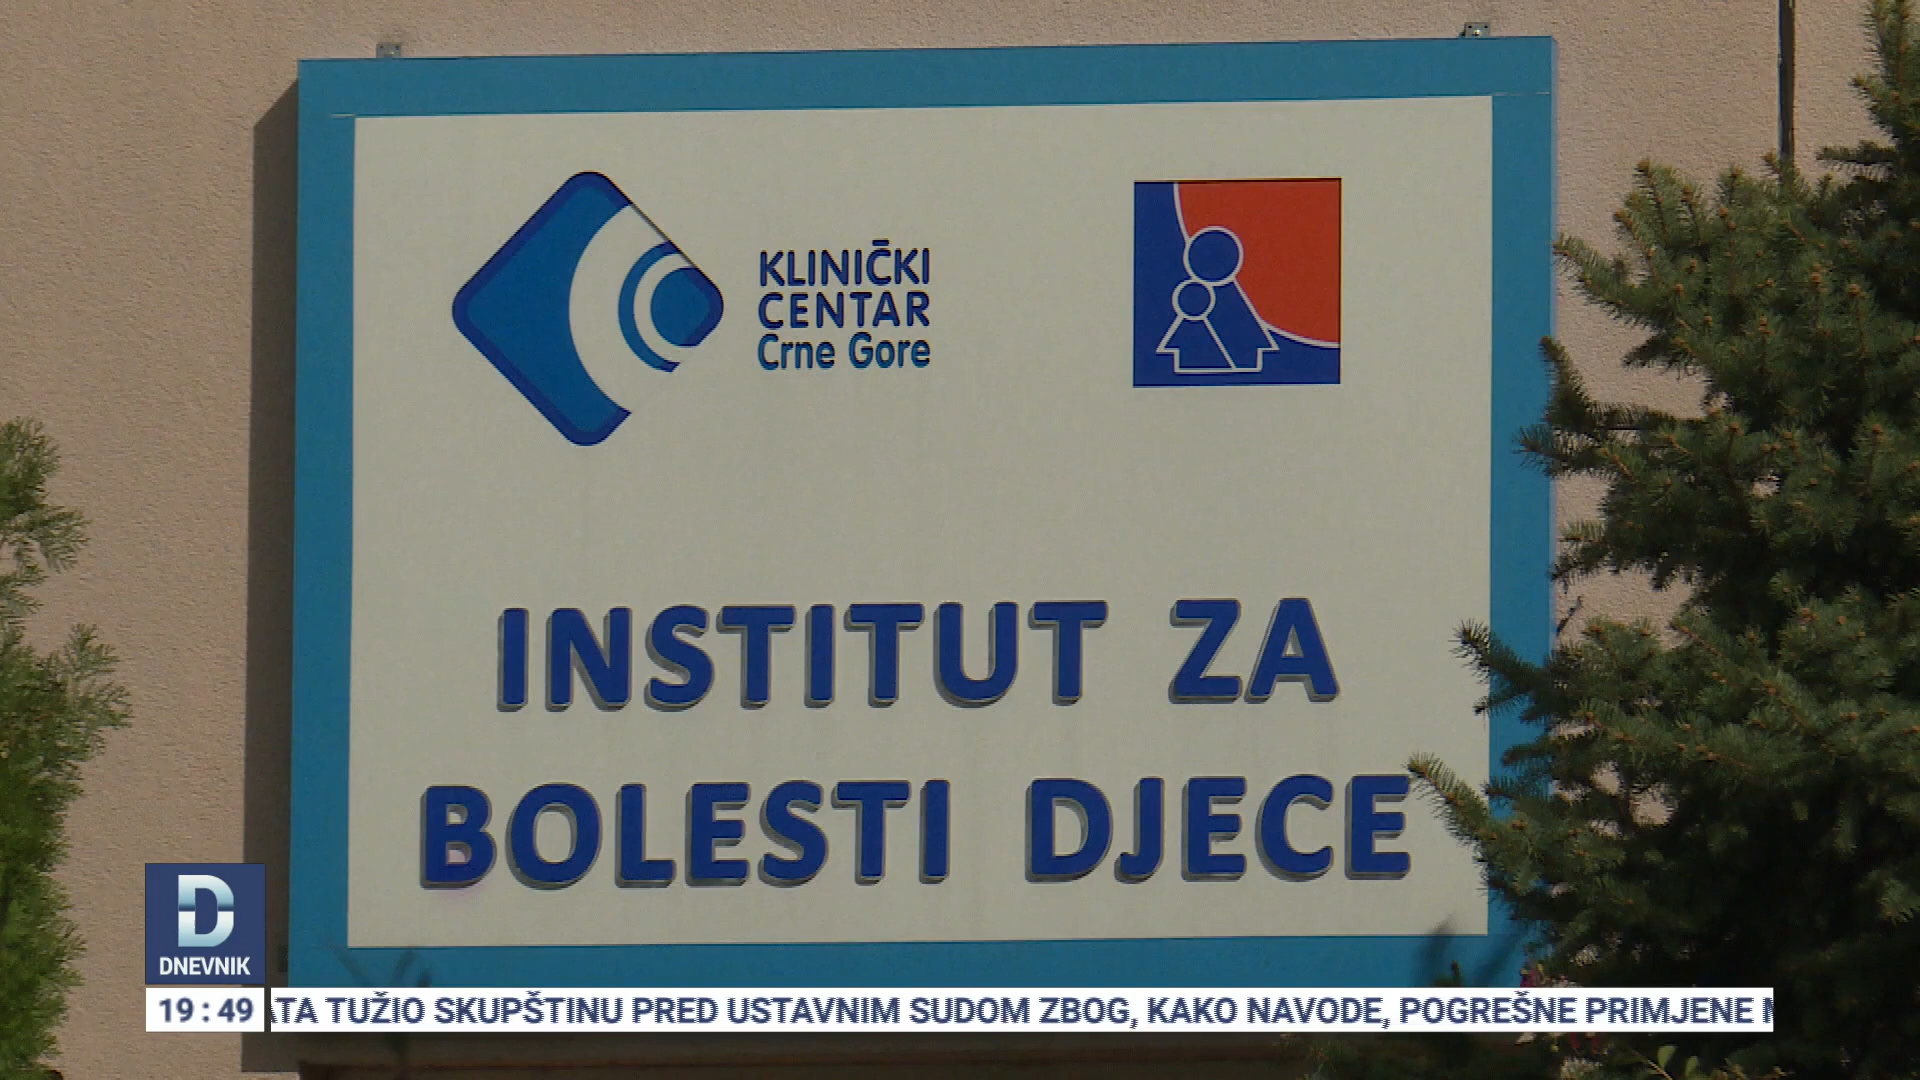 KLINIČKI
CENTAR
Crne Gore
INSTITUT ZA
BOLESTI DJECE
D
DNEVNIK
19:49 ATA TUŽIO SKUPŠTINU PRED USTAVNIM SUDOM ZBOG, KAKO NAVODE, POGREŠNE PRIMJENE